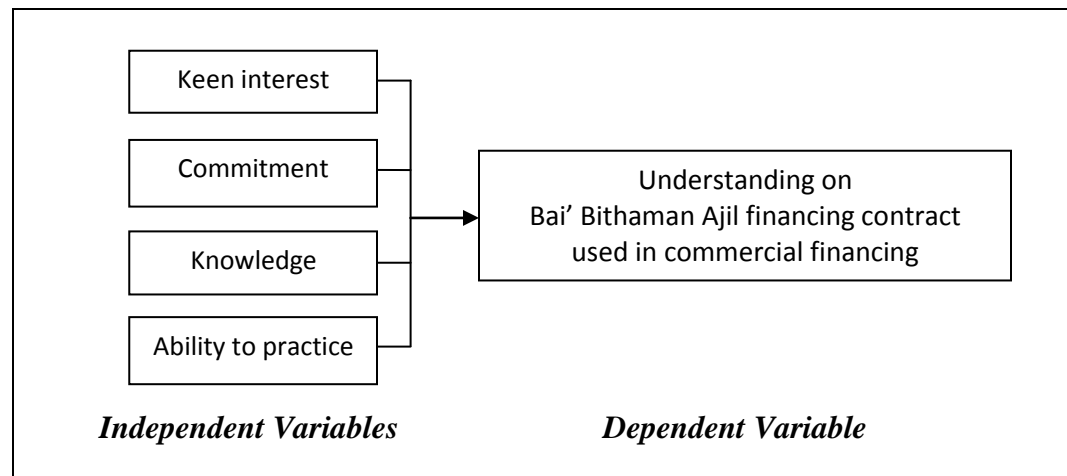 Keen interest
Commitment
Knowledge
Ability to practice
Understanding on
Bai’ Bithaman Ajil financing contract
used in commercial financing
Independent Variables
Dependent Variable